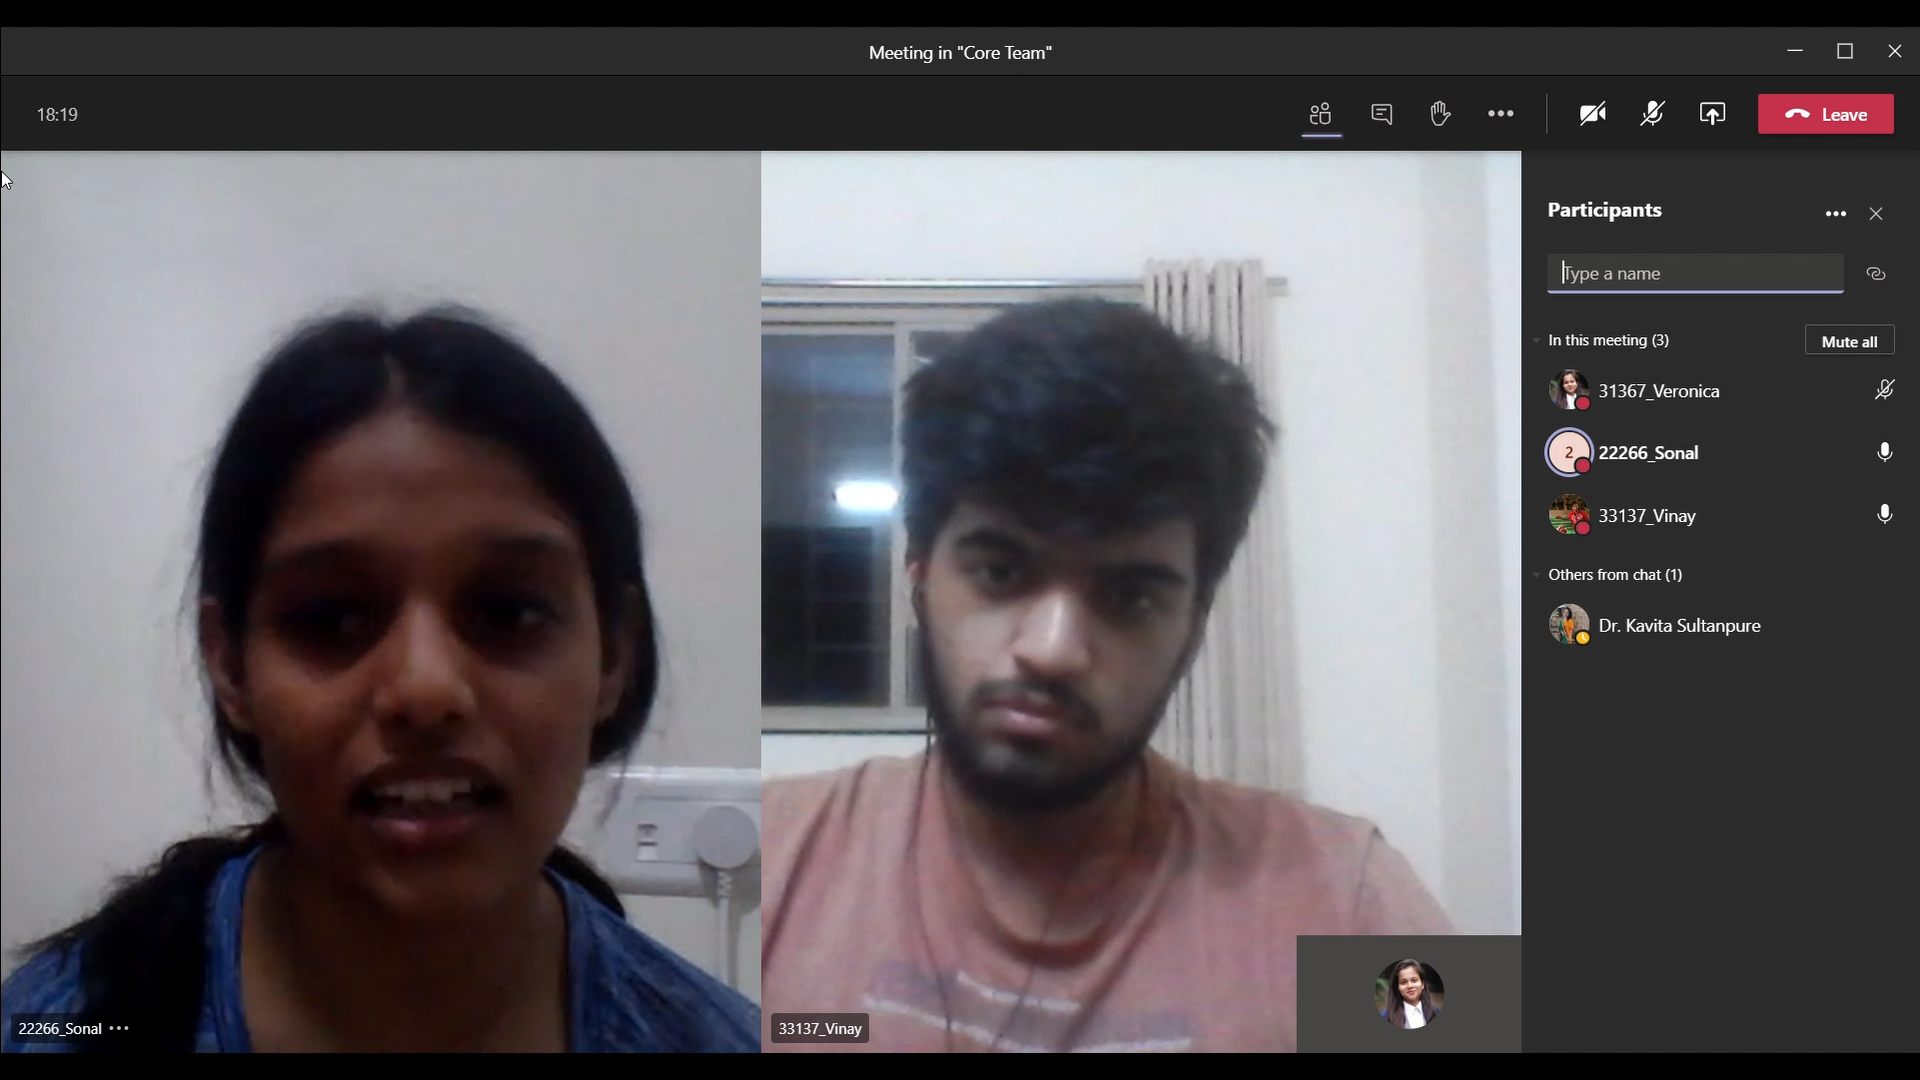 Meeting in "Core Team"
18:19
Leave
Participants
Type a name
In this meeting (3)
Mute all
31367_Veronica
2
22266_Sonal
33137_Vinay
Others from chat (1)
Dr. Kavita Sultanpure
22266_Sonal
33137_Vinay